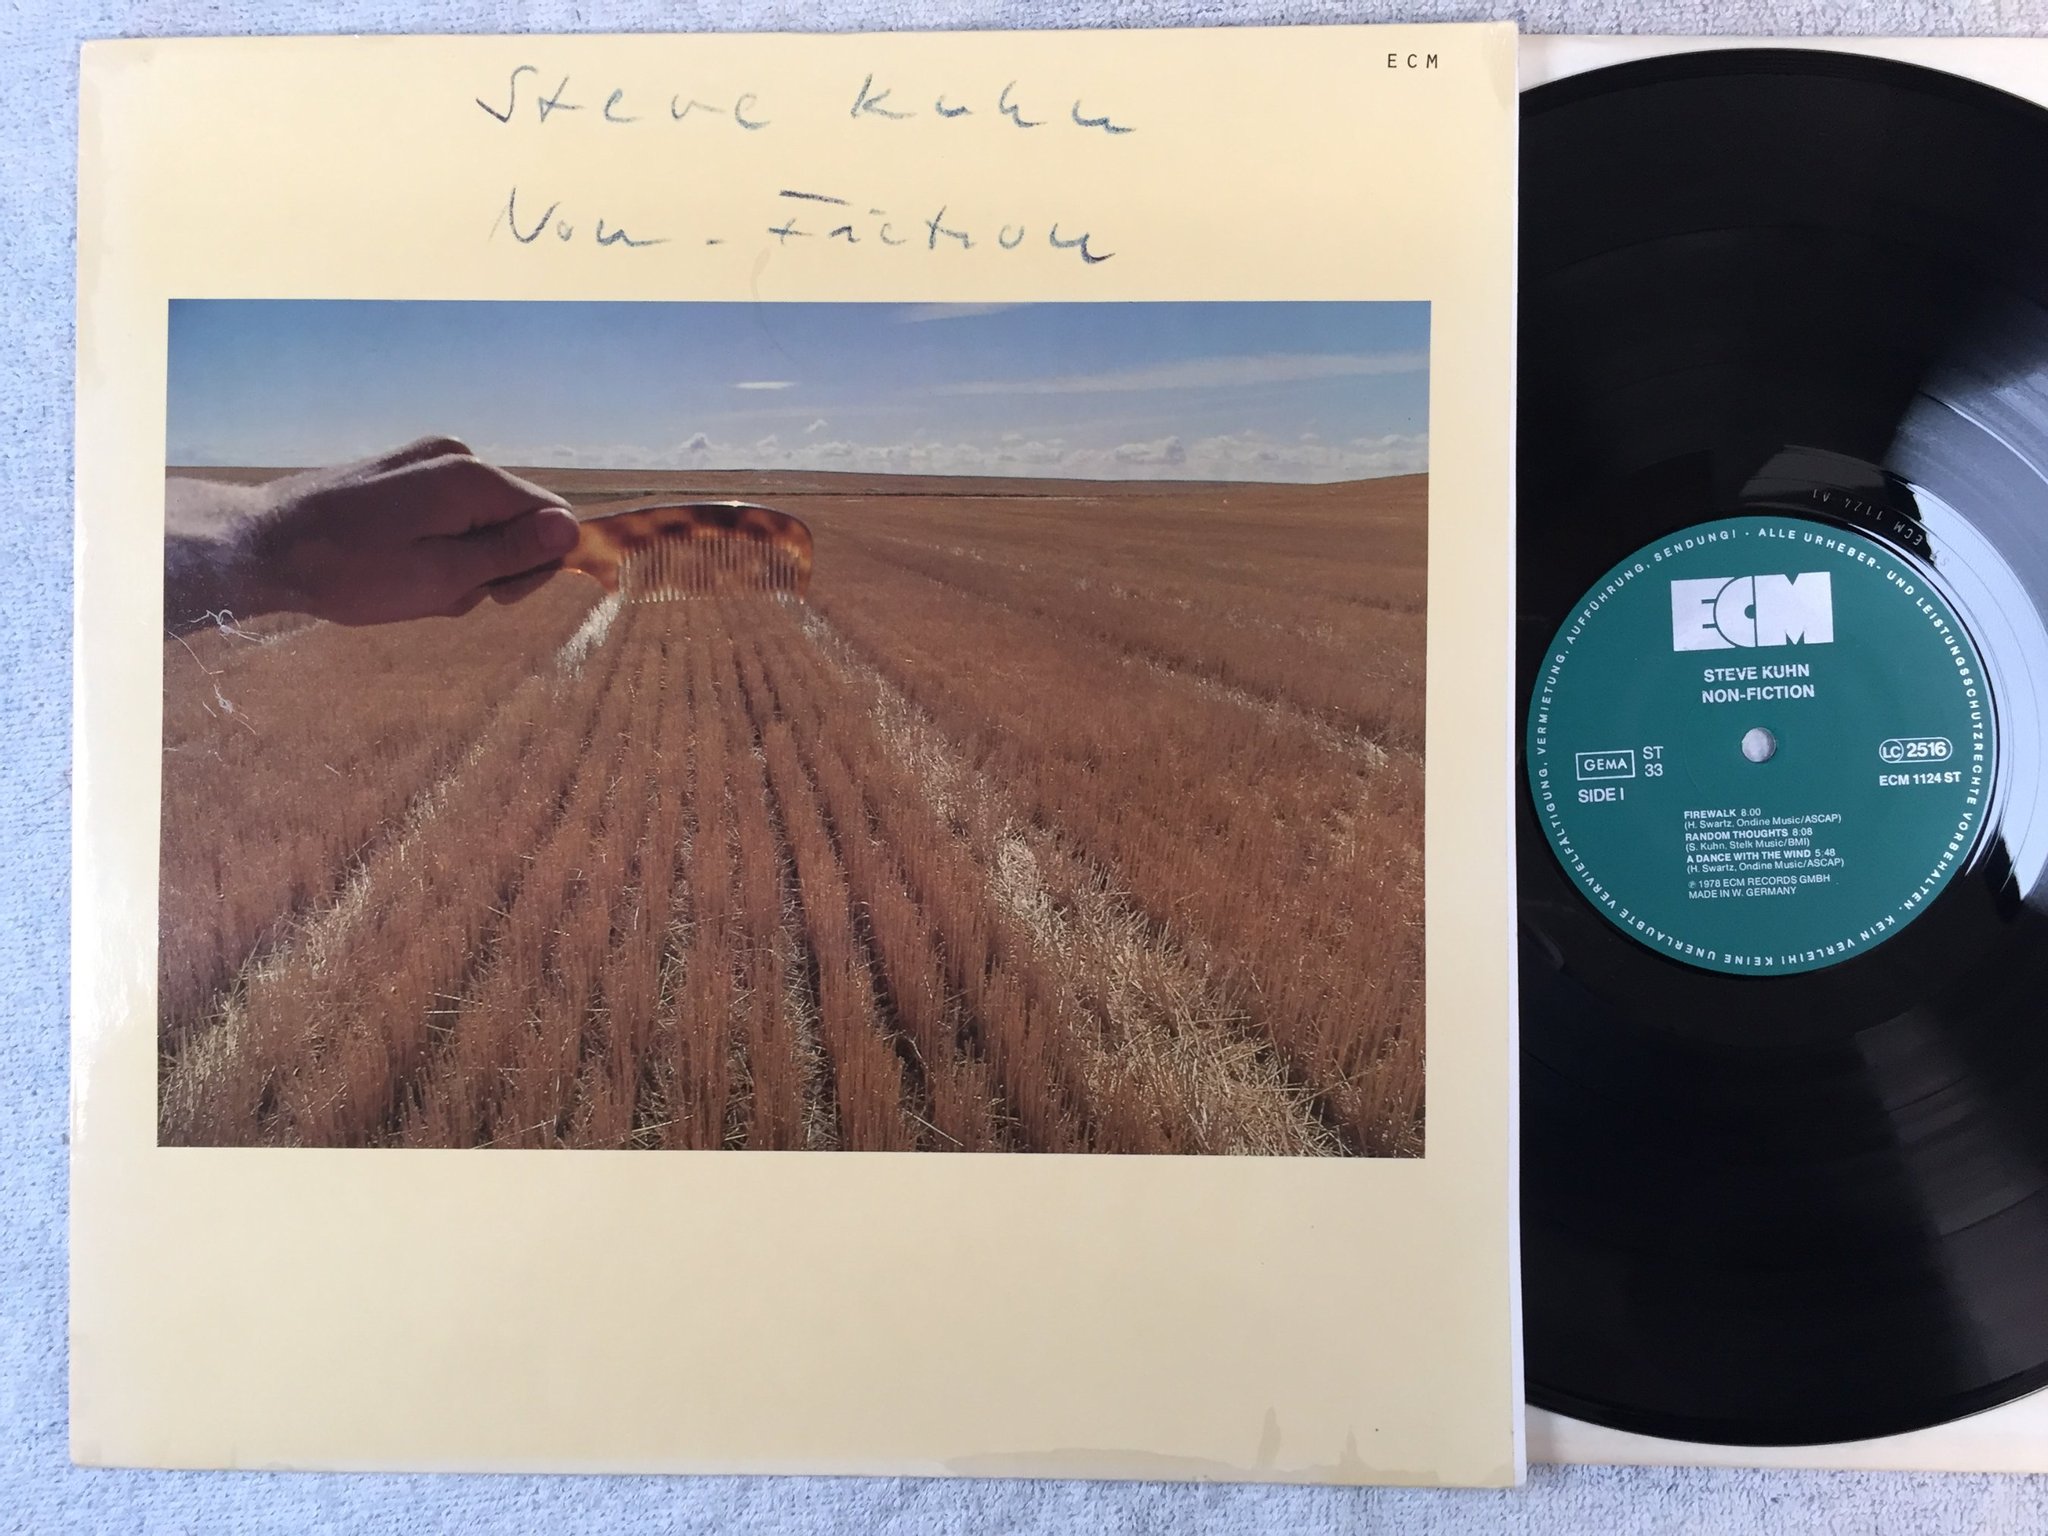 ECM
Steve Kuhn
Non-Fiction
ECM 1124 A1
· ALLE URHEBER- UND LEISTUNGSSCHUTZRECHTE VORBEHALTEN. KEIN VERLEIH! KEINE UNERLAUBTE VERVIELFÄLTIGUNG, VERMIETUNG, AUFFÜHRUNG, SENDUNG!
ECM
STEVE KUHN
NON-FICTION
GEMA
ST
33
SIDE I
LC 2516
ECM 1124 ST
FIREWALK 8.00
(H. Swartz, Ondine Music/ASCAP)
RANDOM THOUGHTS 8:08
(S. Kuhn, Stelk Music/BMI)
A DANCE WITH THE WIND 5:48
(H. Swartz, Ondine Music/ASCAP)
℗ 1978 ECM RECORDS GMBH
MADE IN W. GERMANY